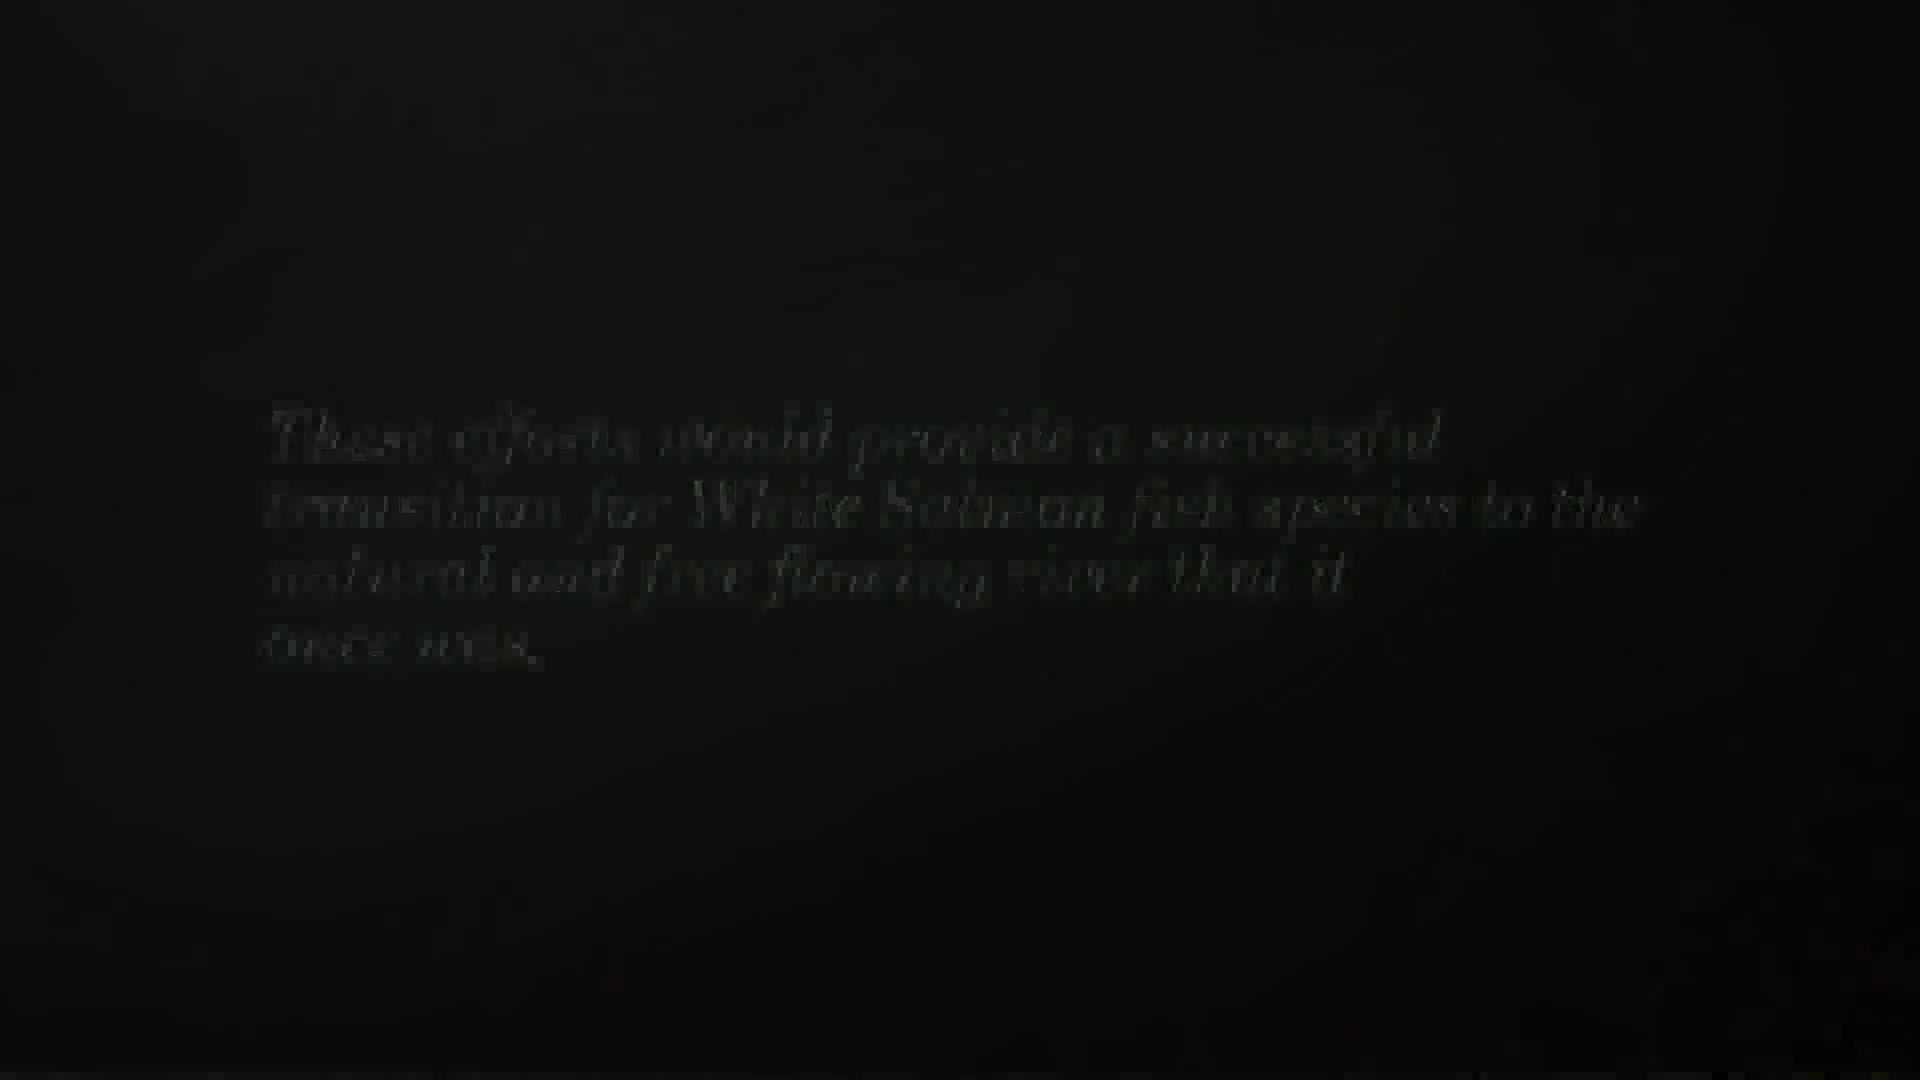 These efforts would provide a successful
transition for White Salmon fish species to the
natural and free flowing river that it
once was.